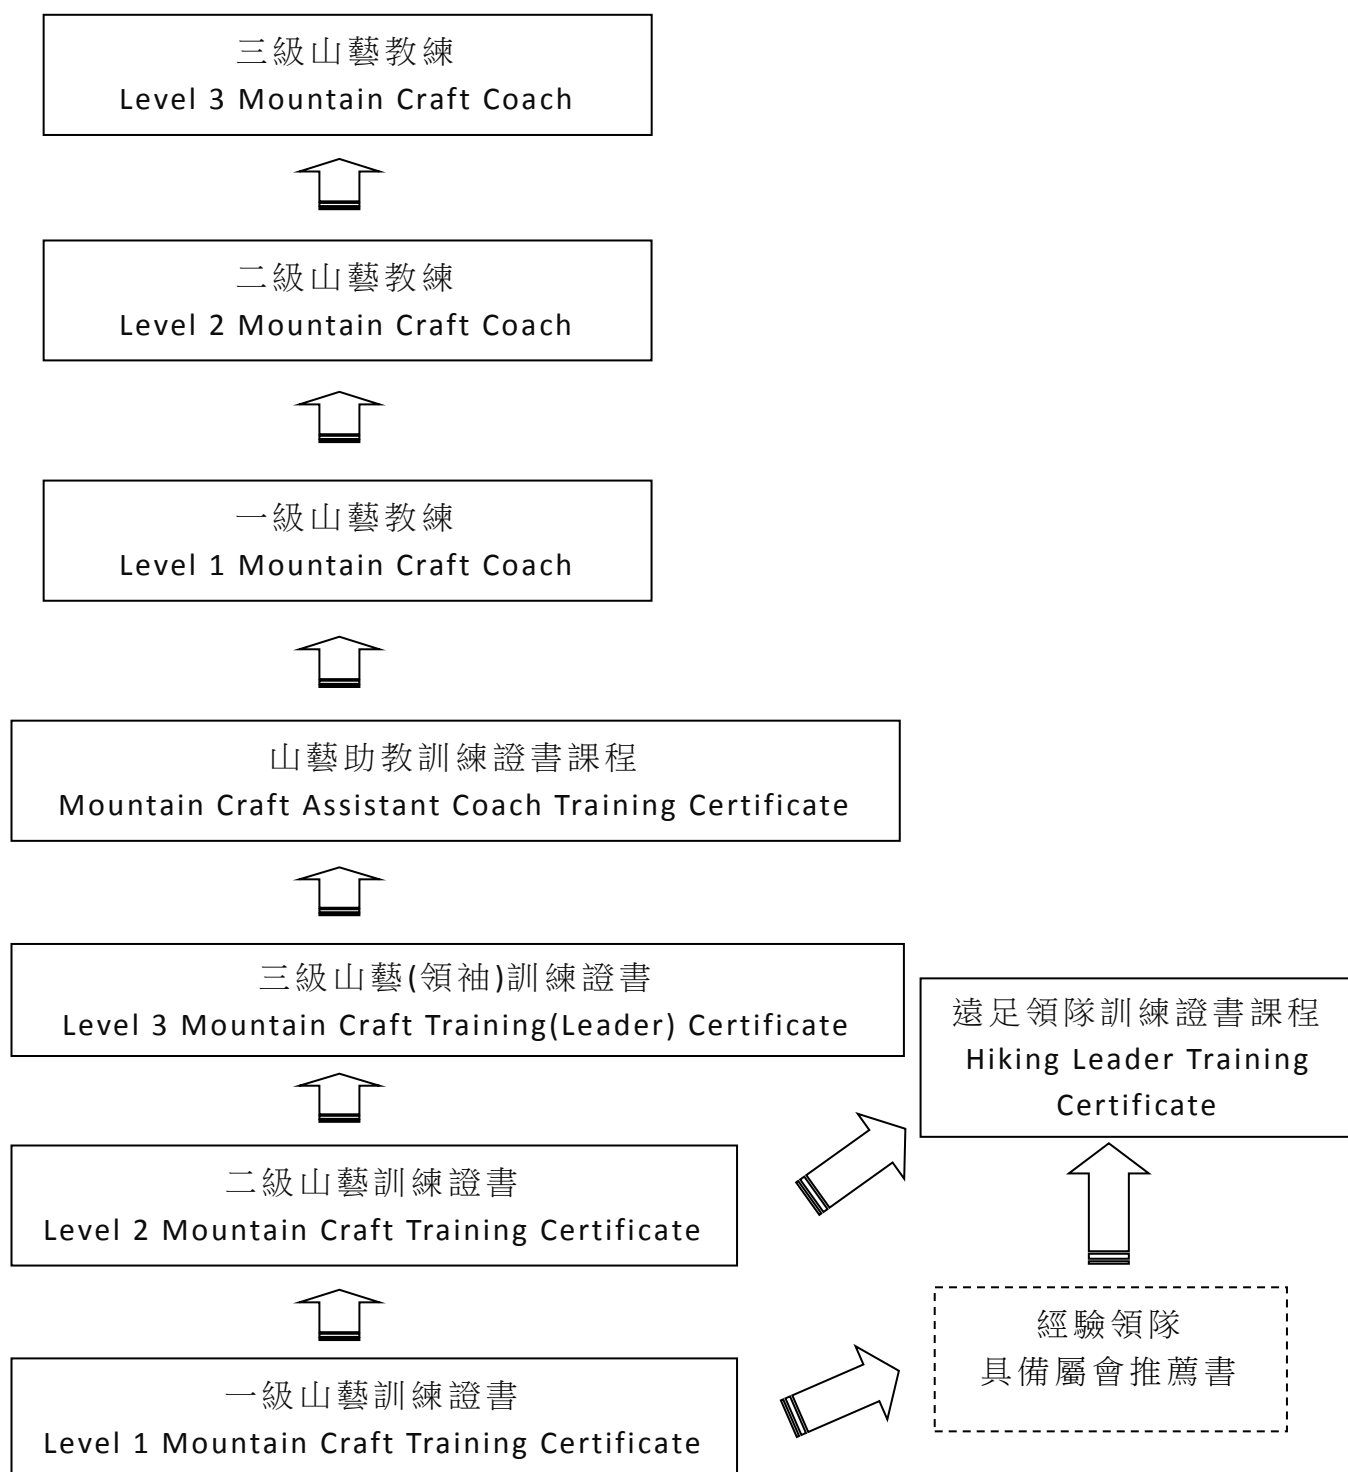 三級山藝教練
Level 3 Mountain Craft Coach
二級山藝教練
Level 2 Mountain Craft Coach
一級山藝教練
Level 1 Mountain Craft Coach
山藝助教訓練證書課程
Mountain Craft Assistant Coach Training Certificate
三級山藝(領袖)訓練證書
Level 3 Mountain Craft Training(Leader) Certificate
遠足領隊訓練證書課程
Hiking Leader Training
Certificate
二級山藝訓練證書
Level 2 Mountain Craft Training Certificate
經驗領隊
具備屬會推薦書
一級山藝訓練證書
Level 1 Mountain Craft Training Certificate